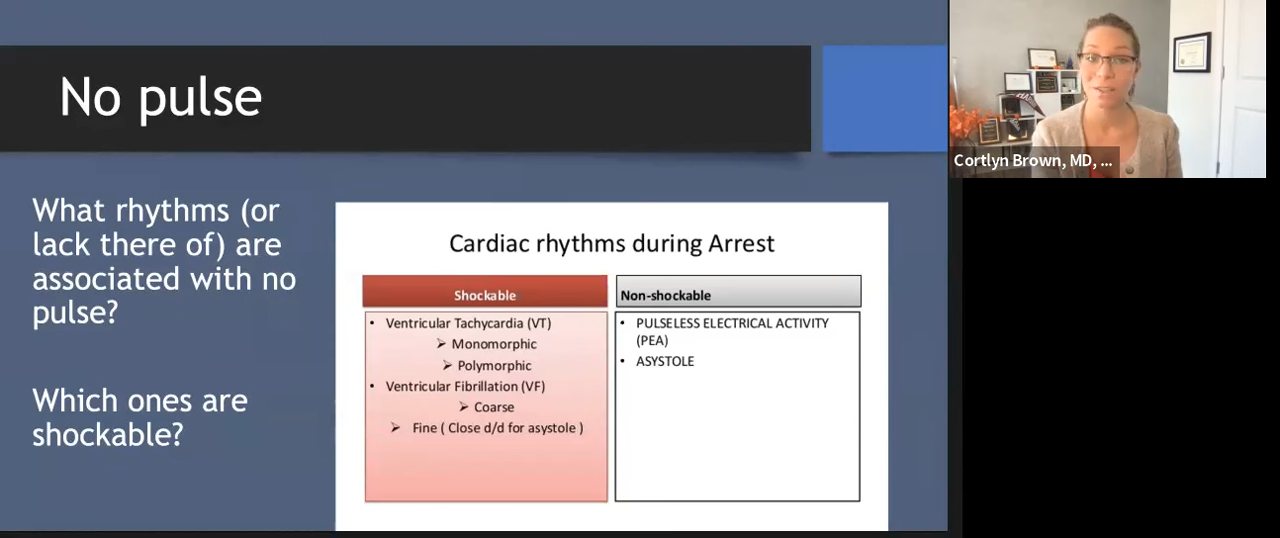 No pulse
What rhythms (or
lack there of) are
associated with no
pulse?
Which ones are
shockable?
Cardiac rhythms during Arrest
Shockable
• Ventricular Tachycardia (VT)
➢ Monomorphic
➢ Polymorphic
• Ventricular Fibrillation (VF)
➢ Coarse
➢ Fine ( Close d/d for asystole )
Non-shockable
• PULSELESS ELECTRICAL ACTIVITY
(PEA)
• ASYSTOLE
Cortlyn Brown, MD, ...